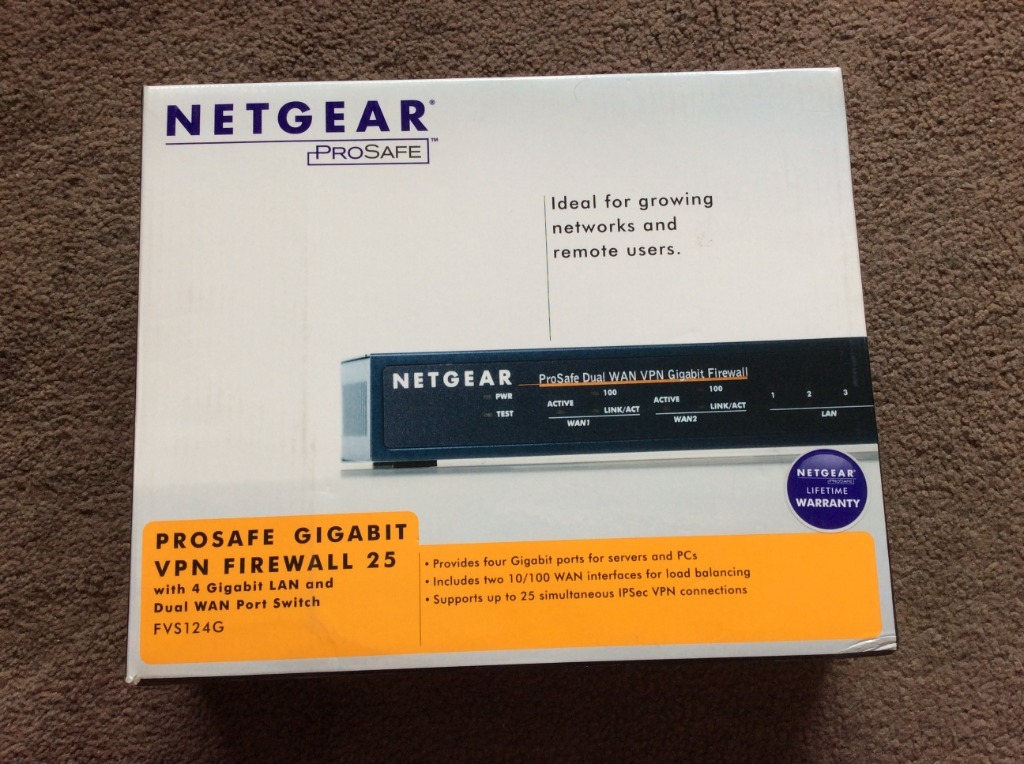 NETGEAR®
PROSAFE™
Ideal for growing
networks and
remote users.
NETGEAR
ProSafe Dual WAN VPN Gigabit Firewall
PWR
TEST
ACTIVE
100
LINK/ACT
WAN1
ACTIVE
100
LINK/ACT
WAN2
1 2 3
LAN
NETGEAR®
PROSAFE
LIFETIME
WARRANTY
PROSAFE GIGABIT
VPN FIREWALL 25
with 4 Gigabit LAN and
Dual WAN Port Switch
FVS124G
• Provides four Gigabit ports for servers and PCs
• Includes two 10/100 WAN interfaces for load balancing
• Supports up to 25 simultaneous IPSec VPN connections